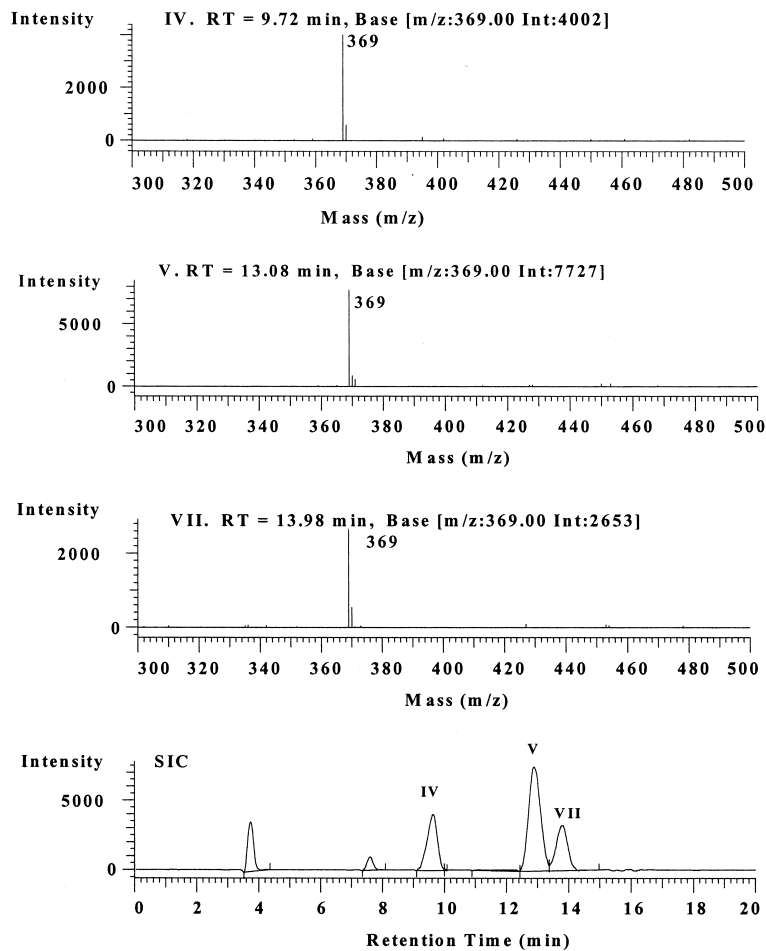 Intensity IV. RT = 9.72 min, Base [m/z:369.00 Int:4002]
369
2000
0
300 320 340 360 380 400 420 440 460 480 500
Mass (m/z)
Intensity V. RT = 13.08 min, Base [m/z:369.00 Int:7727]
369
5000
0
300 320 340 360 380 400 420 440 460 480 500
Mass (m/z)
Intensity VII. RT = 13.98 min, Base [m/z:369.00 Int:2653]
369
2000
0
300 320 340 360 380 400 420 440 460 480 500
Mass (m/z)
Intensity SIC
V
IV
VII
5000
0
0 2 4 6 8 10 12 14 16 18 20
Retention Time (min)